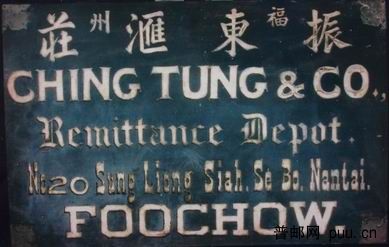 振福東滙州莊
CHING TUNG & CO.,
Remittance Depot.
No 20 Sung Liong Siah. Se Bo. Nantai.
FOOCHOW
普邮网 puu.cn